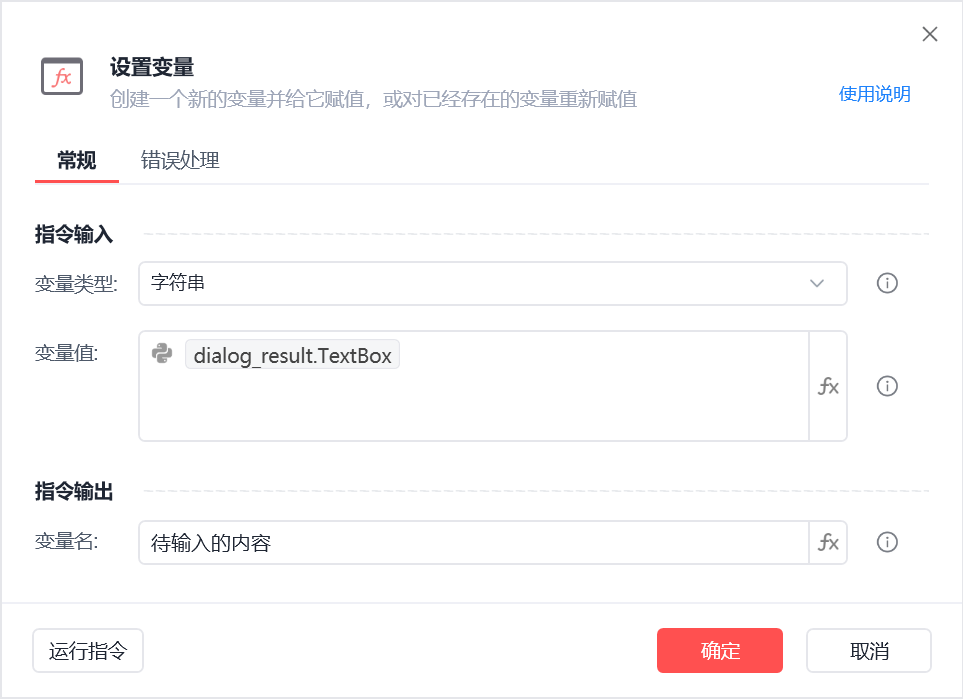 fx
设置变量
创建一个新的变量并给它赋值，或对已经存在的变量重新赋值
使用说明
常规
错误处理
指令输入
变量类型:
字符串
变量值:
dialog_result.TextBox
fx
指令输出
变量名:
待输入的内容
fx
运行指令
确定
取消